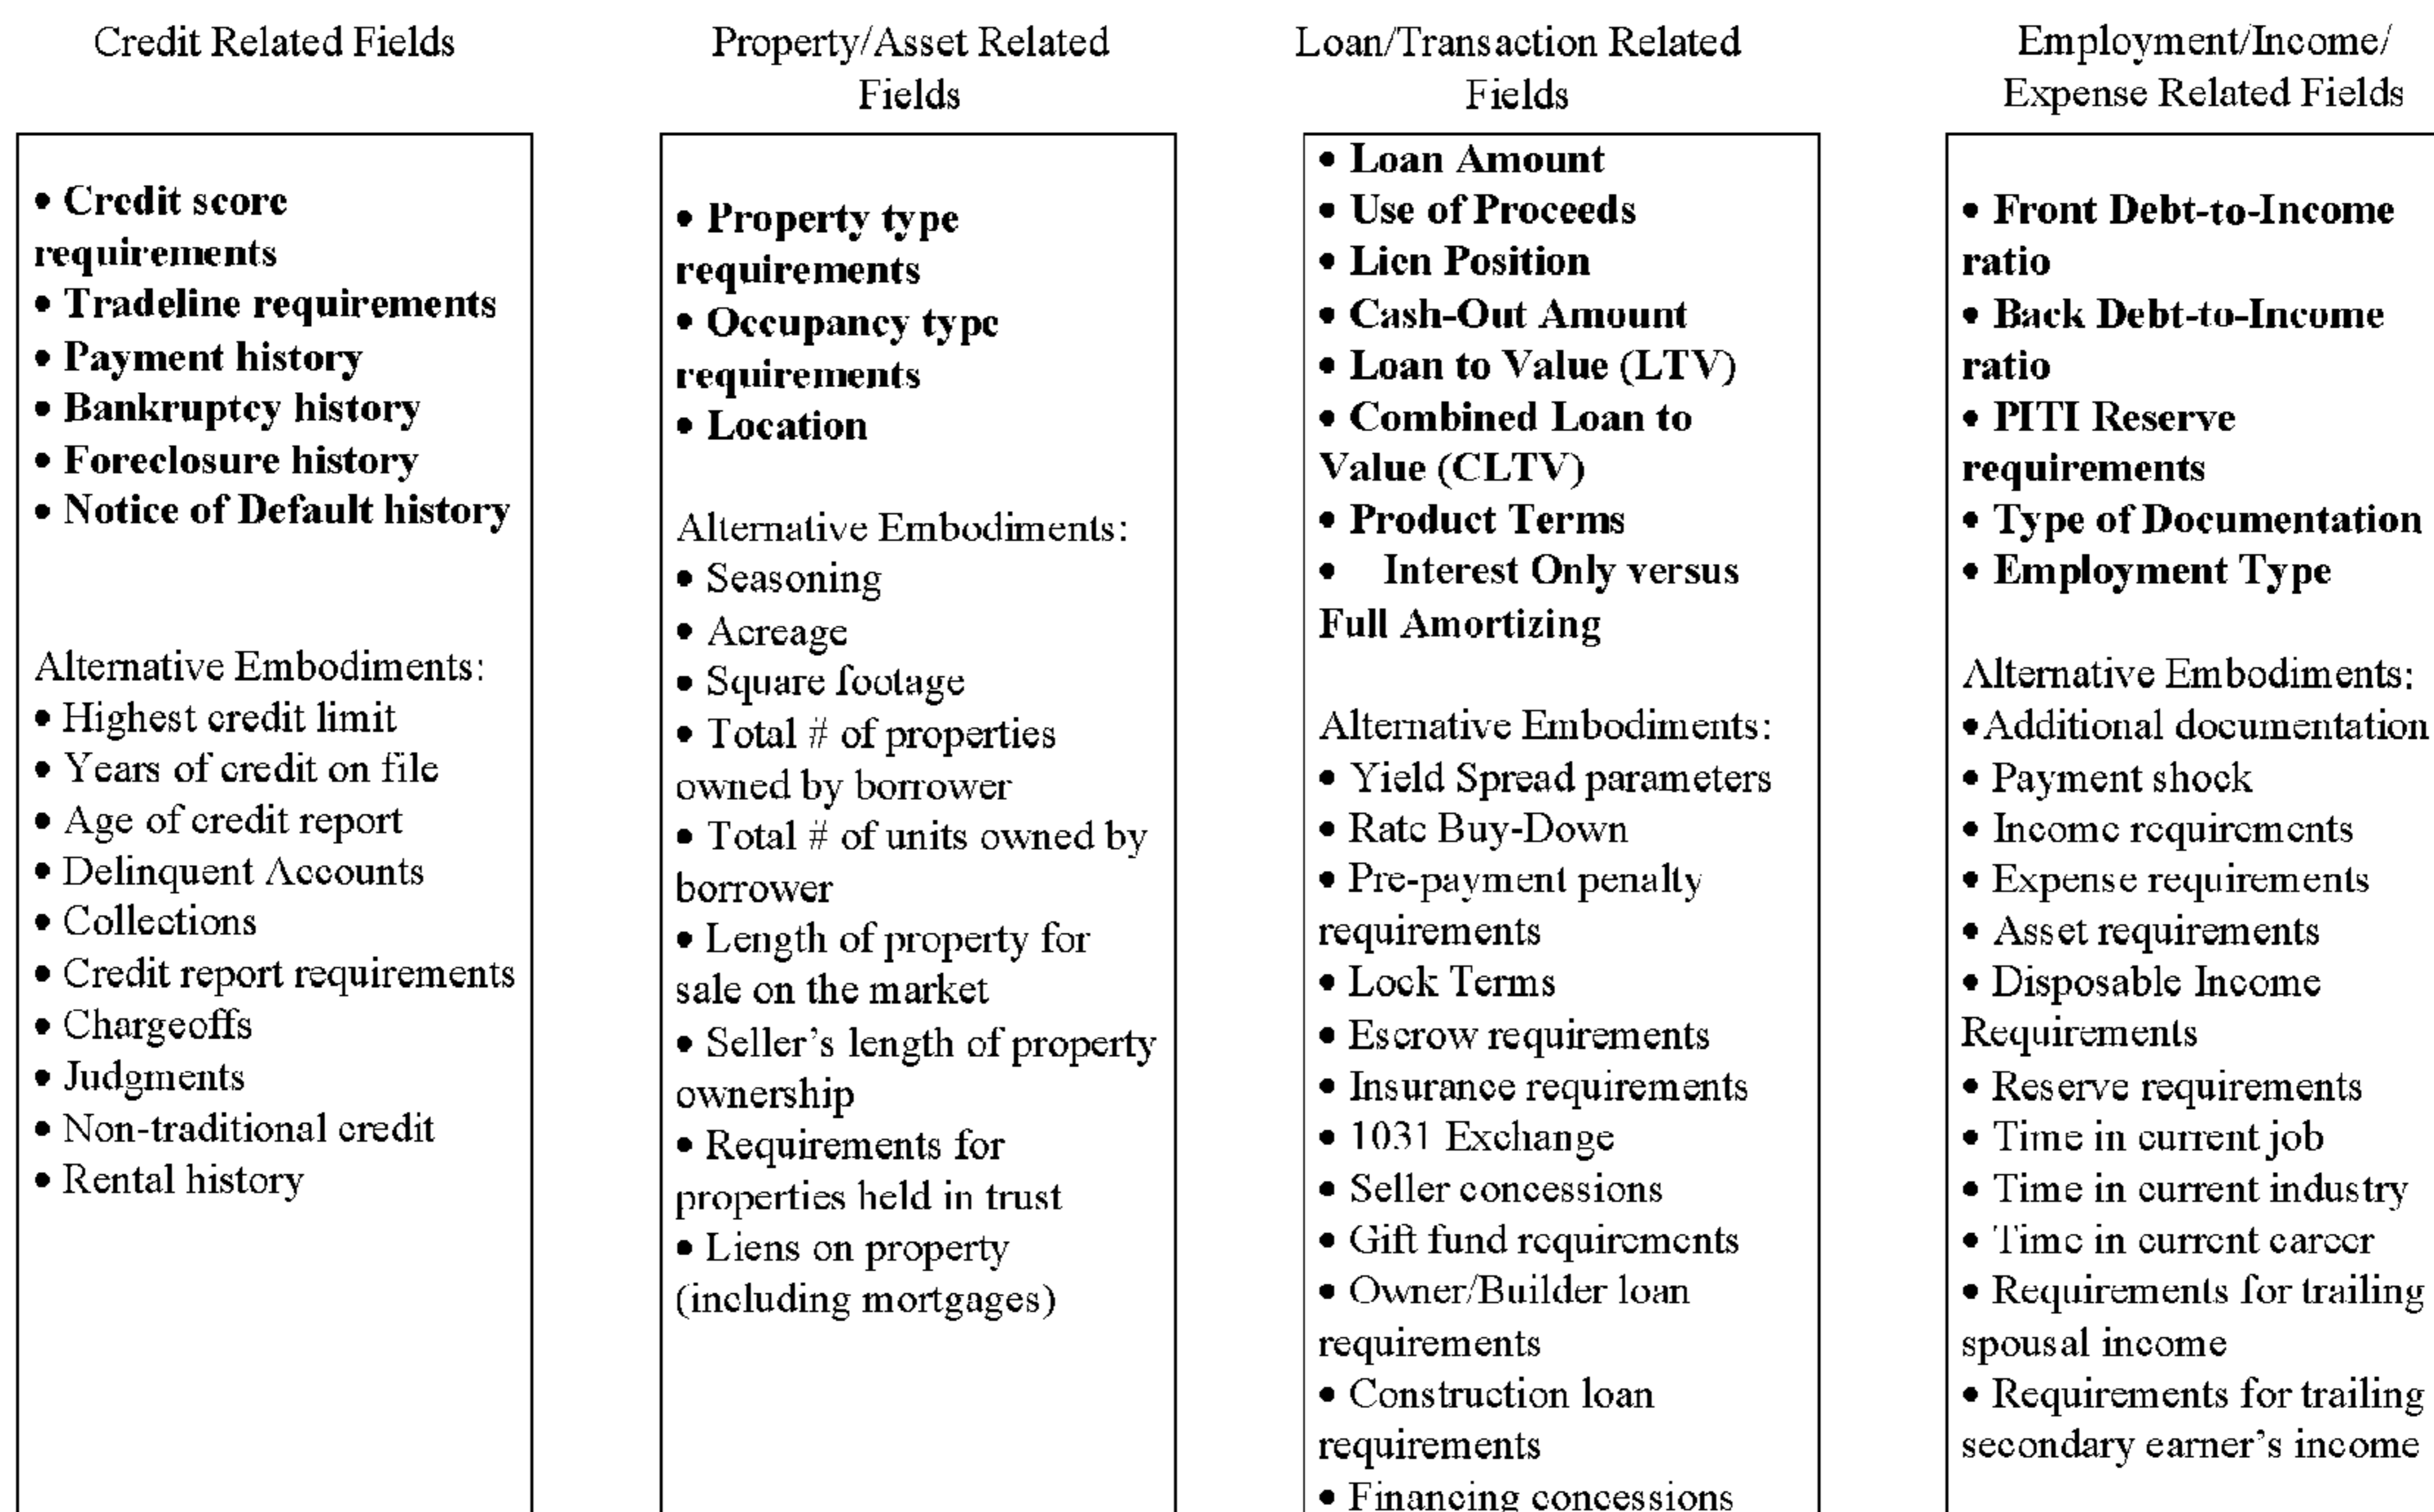 Credit Related Fields
• Credit score
requirements
• Tradeline requirements
• Payment history
• Bankruptcy history
• Foreclosure history
• Notice of Default history
Alternative Embodiments:
• Highest credit limit
• Years of credit on file
• Age of credit report
• Delinquent Accounts
• Collections
• Credit report requirements
• Chargeoffs
• Judgments
• Non-traditional credit
• Rental history
Property/Asset Related
Fields
• Property type
requirements
• Occupancy type
requirements
• Location
Alternative Embodiments:
• Seasoning
• Acreage
• Square footage
• Total # of properties
owned by borrower
• Total # of units owned by
borrower
• Length of property for
sale on the market
• Seller's length of property
ownership
• Requirements for
properties held in trust
• Liens on property
(including mortgages)
Loan/Transaction Related
Fields
• Loan Amount
• Use of Proceeds
• Lien Position
• Cash-Out Amount
• Loan to Value (LTV)
• Combined Loan to
Value (CLTV)
• Product Terms
• Interest Only versus
Full Amortizing
Alternative Embodiments:
• Yield Spread parameters
• Rate Buy-Down
• Pre-payment penalty
requirements
• Lock Terms
• Escrow requirements
• Insurance requirements
• 1031 Exchange
• Seller concessions
• Gift fund requirements
• Owner/Builder loan
requirements
• Construction loan
requirements
• Financing concessions
Employment/Income/
Expense Related Fields
• Front Debt-to-Income
ratio
• Back Debt-to-Income
ratio
• PITI Reserve
requirements
• Type of Documentation
• Employment Type
Alternative Embodiments:
•Additional documentation
• Payment shock
• Income requirements
• Expense requirements
• Asset requirements
• Disposable Income
Requirements
• Reserve requirements
• Time in current job
• Time in current industry
• Time in current career
• Requirements for trailing
spousal income
• Requirements for trailing
secondary earner's income